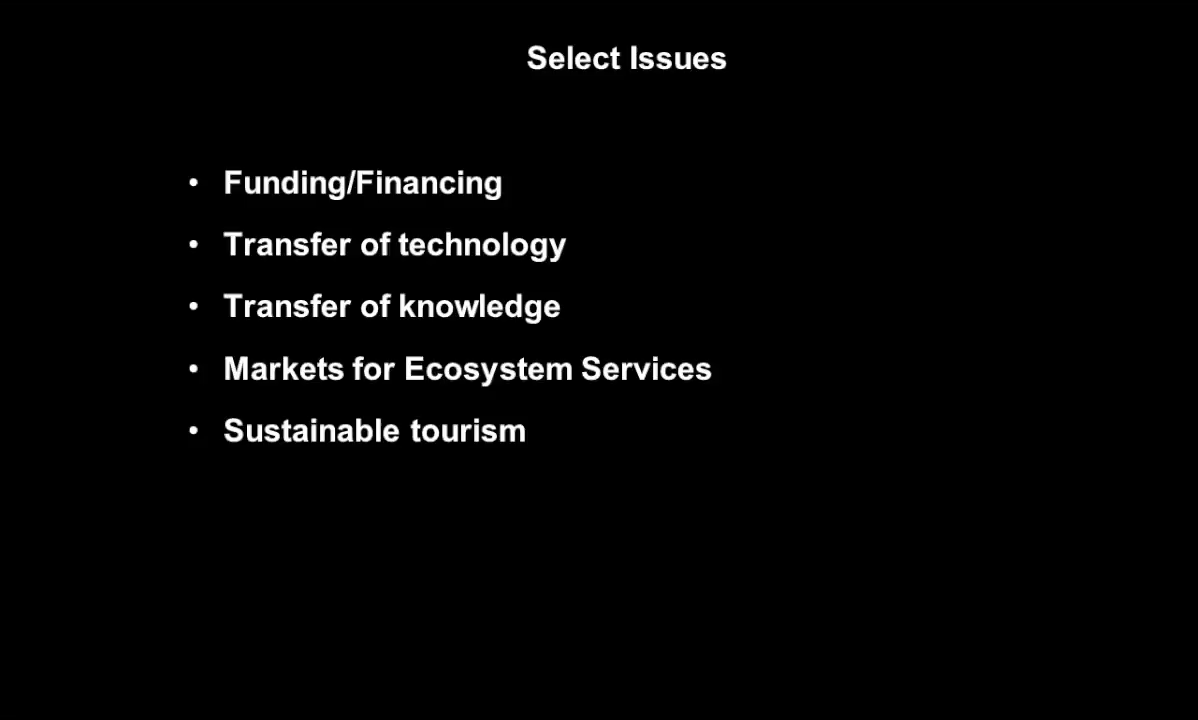 Select Issues
• Funding/Financing
• Transfer of technology
• Transfer of knowledge
• Markets for Ecosystem Services
• Sustainable tourism